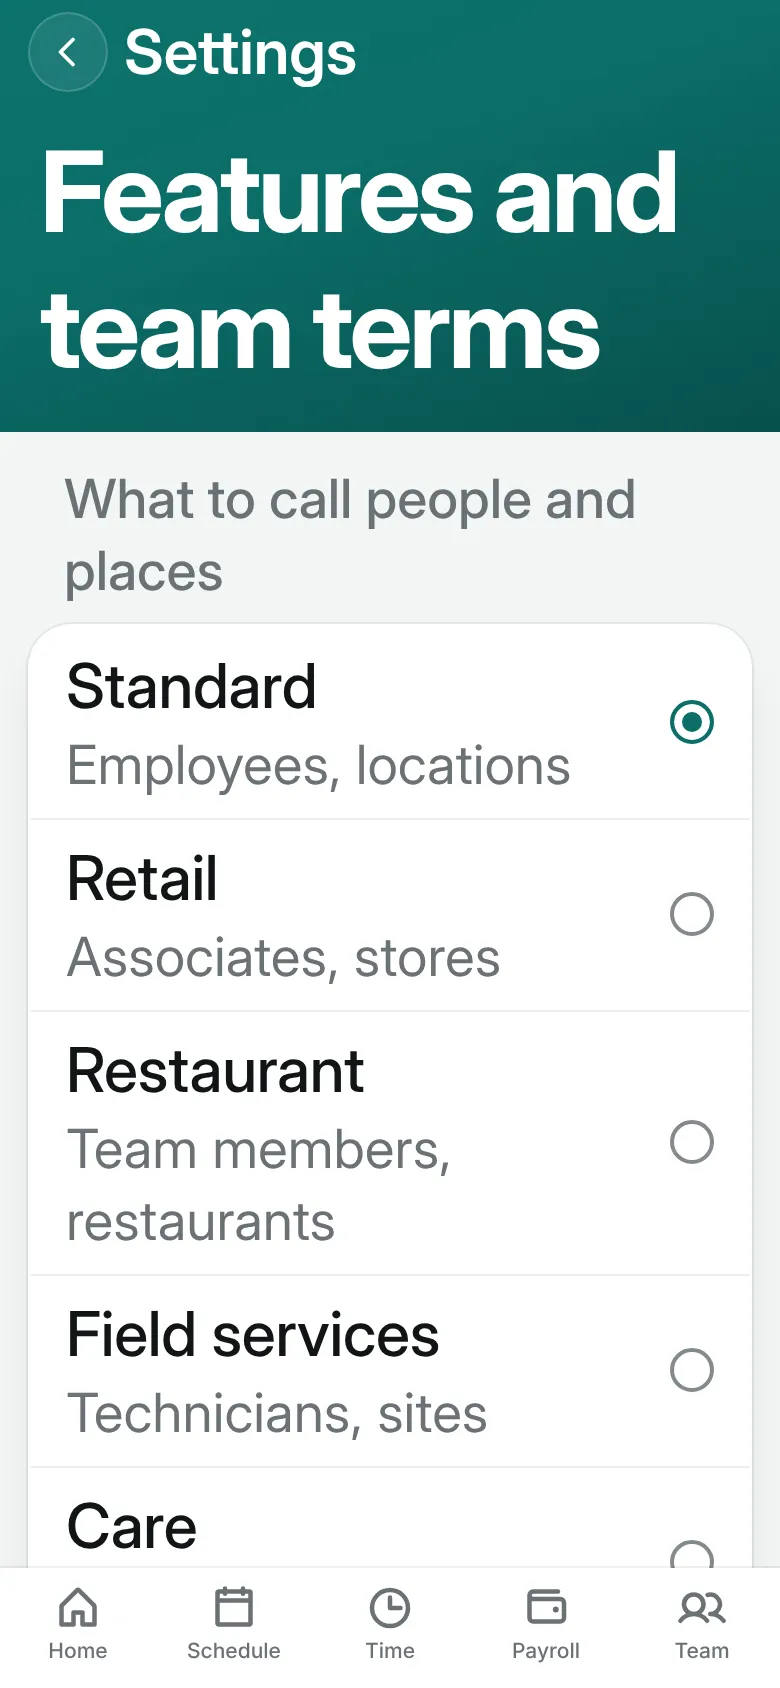 Settings
Features and
team terms
What to call people and
places
Standard
Employees, locations
Retail
Associates, stores
Restaurant
Team members,
restaurants
Field services
Technicians, sites
Care
Home
Schedule
Time
Payroll
Team